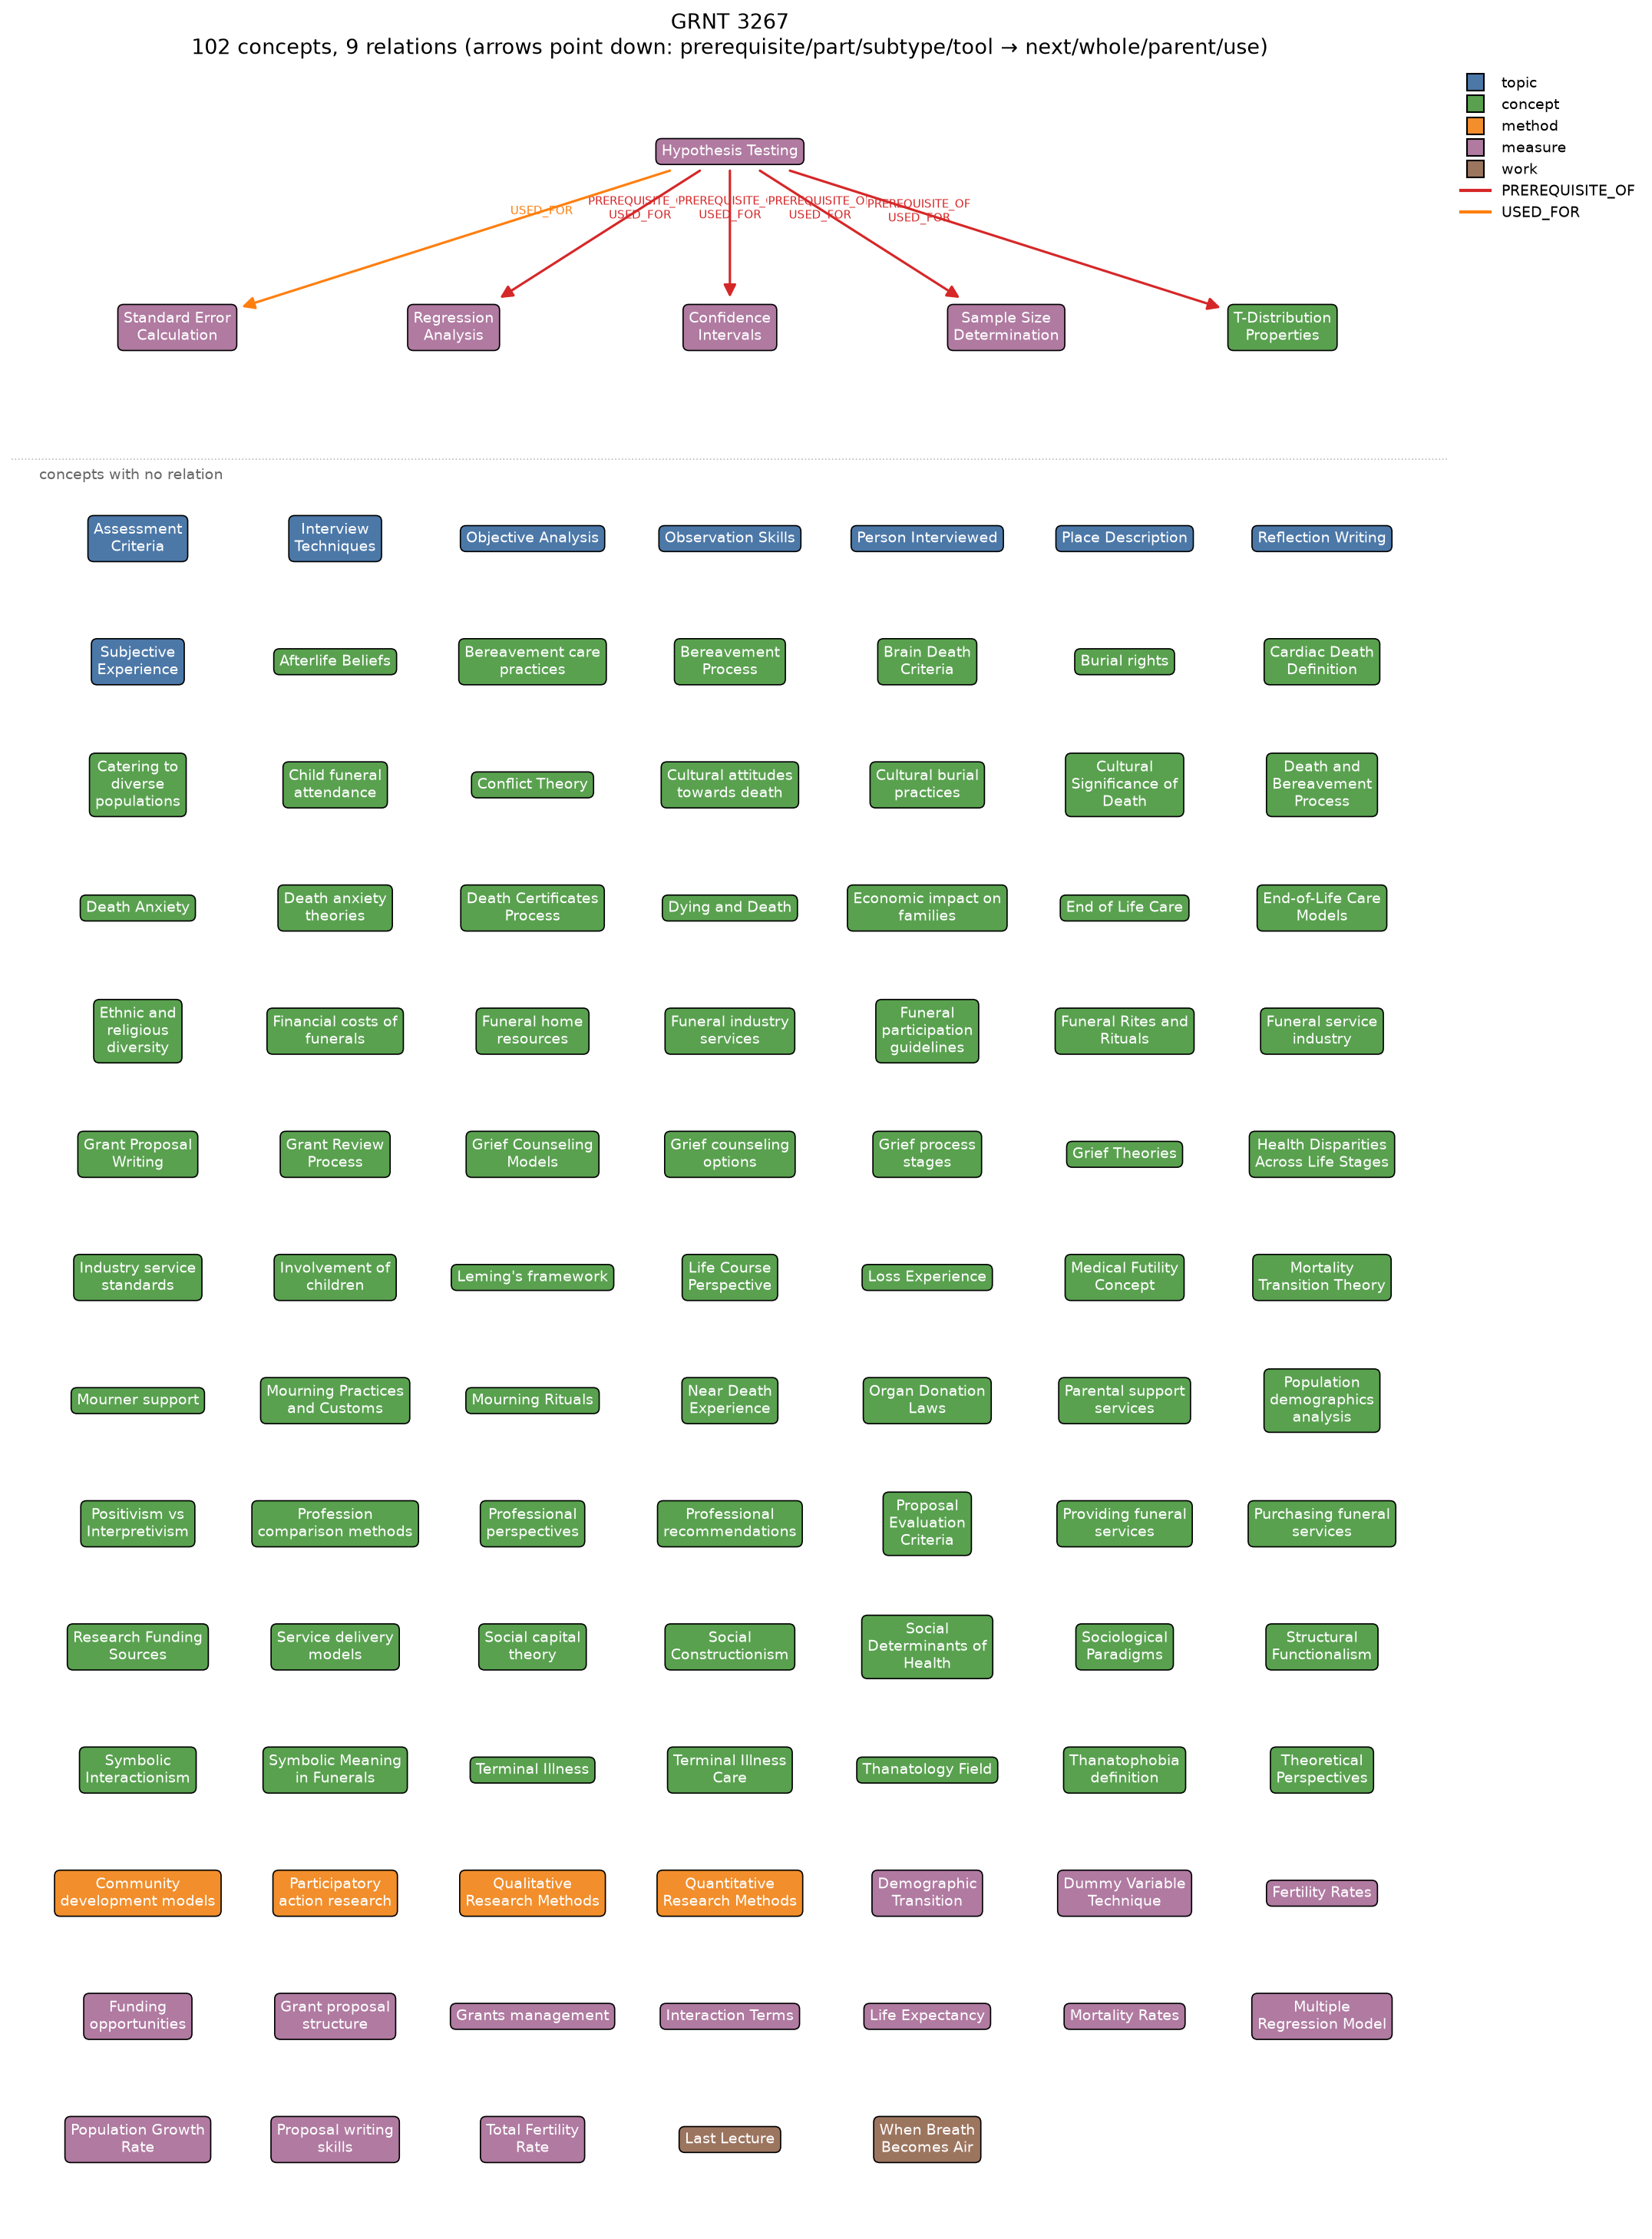 GRNT 3267
102 concepts, 9 relations (arrows point down: prerequisite/part/subtype/tool → next/whole/parent/use)
topic
concept
method
measure
work
PREREQUISITE_OF
USED_FOR
Hypothesis Testing
USED_FOR
PREREQUISITE_
USED_FOR
PREREQUISITE_
USED_FOR
PREREQUISITE_OF
USED_FOR
PREREQUISITE_OF
USED_FOR
Standard Error
Calculation
Regression
Analysis
Confidence
Intervals
Sample Size
Determination
T-Distribution
Properties
concepts with no relation
Assessment
Criteria
Interview
Techniques
Objective Analysis
Observation Skills
Person Interviewed
Place Description
Reflection Writing
Subjective
Experience
Afterlife Beliefs
Bereavement care
practices
Bereavement
Process
Brain Death
Criteria
Burial rights
Cardiac Death
Definition
Catering to
diverse
populations
Child funeral
attendance
Conflict Theory
Cultural attitudes
towards death
Cultural burial
practices
Cultural
Significance of
Death
Death and
Bereavement
Process
Death Anxiety
Death anxiety
theories
Death Certificates
Process
Dying and Death
Economic impact on
families
End of Life Care
End-of-Life Care
Models
Ethnic and
religious
diversity
Financial costs of
funerals
Funeral home
resources
Funeral industry
services
Funeral
participation
guidelines
Funeral Rites and
Rituals
Funeral service
industry
Grant Proposal
Writing
Grant Review
Process
Grief Counseling
Models
Grief counseling
options
Grief process
stages
Grief Theories
Health Disparities
Across Life Stages
Industry service
standards
Involvement of
children
Leming's framework
Life Course
Perspective
Loss Experience
Medical Futility
Concept
Mortality
Transition Theory
Mourner support
Mourning Practices
and Customs
Mourning Rituals
Near Death
Experience
Organ Donation
Laws
Parental support
services
Population
demographics
analysis
Positivism vs
Interpretivism
Profession
comparison methods
Professional
perspectives
Professional
recommendations
Proposal
Evaluation
Criteria
Providing funeral
services
Purchasing funeral
services
Research Funding
Sources
Service delivery
models
Social capital
theory
Social
Constructionism
Social
Determinants of
Health
Sociological
Paradigms
Structural
Functionalism
Symbolic
Interactionism
Symbolic Meaning
in Funerals
Terminal Illness
Terminal Illness
Care
Thanatology Field
Thanatophobia
definition
Theoretical
Perspectives
Community
development models
Participatory
action research
Qualitative
Research Methods
Quantitative
Research Methods
Demographic
Transition
Dummy Variable
Technique
Fertility Rates
Funding
opportunities
Grant proposal
structure
Grants management
Interaction Terms
Life Expectancy
Mortality Rates
Multiple
Regression Model
Population Growth
Rate
Proposal writing
skills
Total Fertility
Rate
Last Lecture
When Breath
Becomes Air